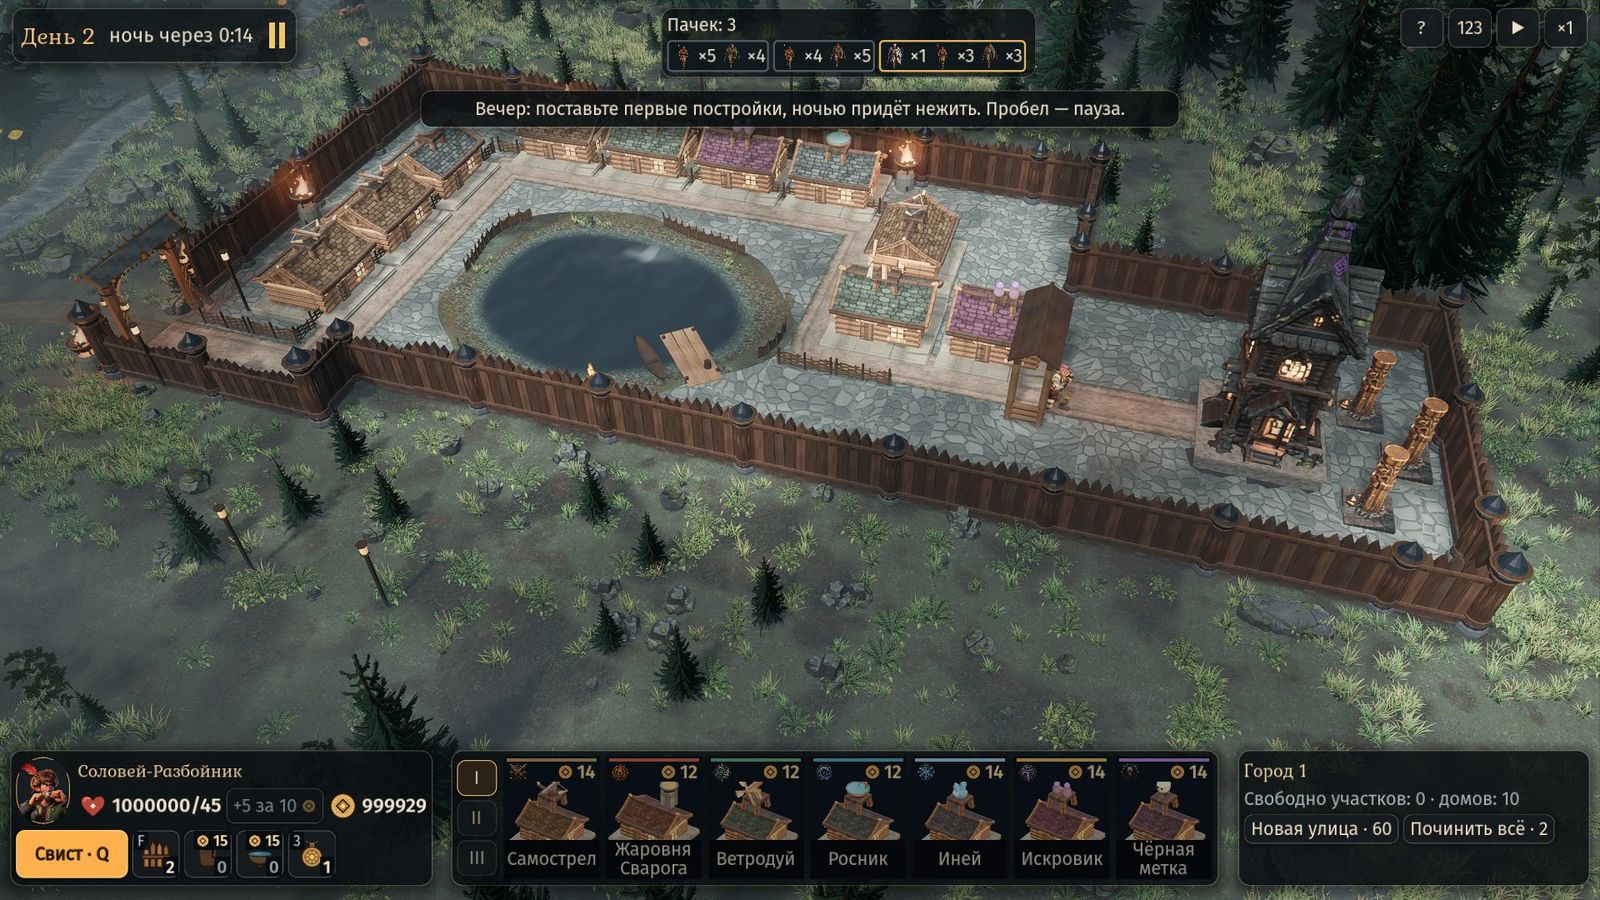 День 2 ночь через 0:14
Пачек: 3
×5 ×4 ×4 ×5 ×1 ×3 ×3
? 123 ×1
Вечер: поставьте первые постройки, ночью придёт нежить. Пробел — пауза.
Соловей-Разбойник
1000000/45 +5 за 10 999929
Свист · Q
F 2
15 0
15 0
3 1
I
II
III
14 Самострел
12 Жаровня Сварога
12 Ветродуй
12 Росник
14 Иней
14 Искровик
14 Чёрная метка
Город 1
Свободно участков: 0 · домов: 10
Новая улица · 60 Починить всё · 2